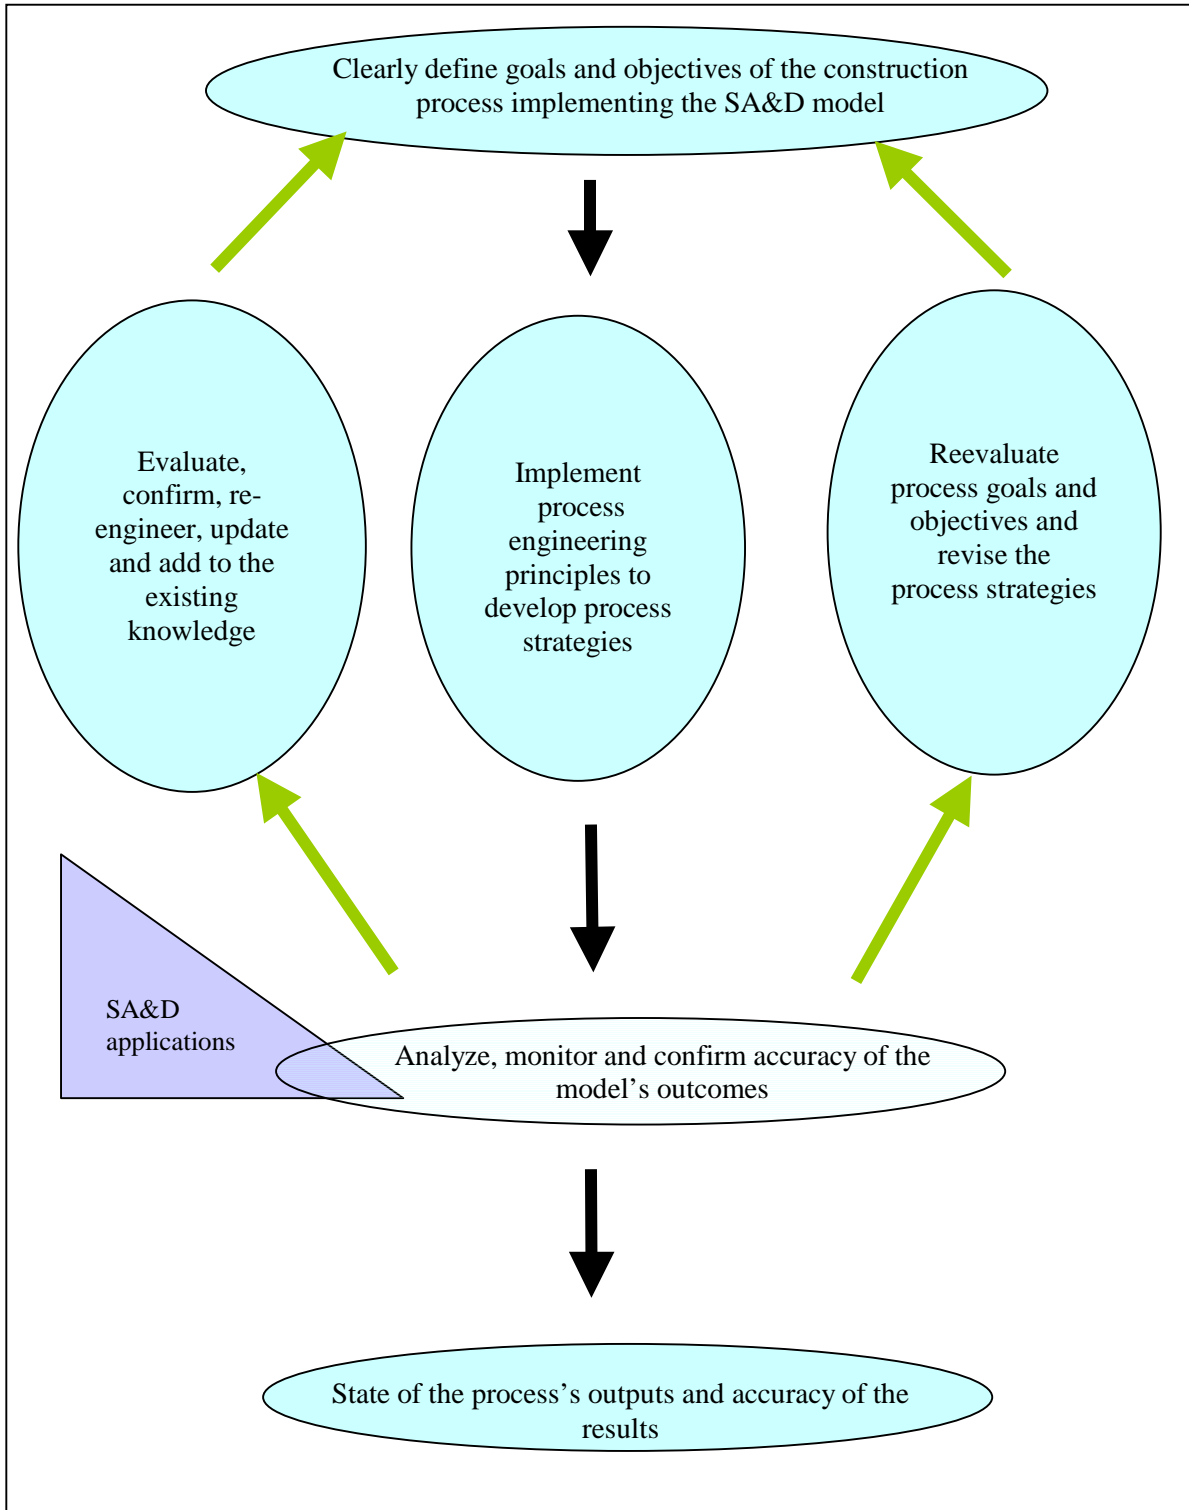 Clearly define goals and objectives of the construction
process implementing the SA&D model
Evaluate,
confirm, re-
engineer, update
and add to the
existing
knowledge
Implement
process
engineering
principles to
develop process
strategies
Reevaluate
process goals and
objectives and
revise the
process strategies
SA&D
applications
Analyze, monitor and confirm accuracy of the
model’s outcomes
State of the process’s outputs and accuracy of the
results